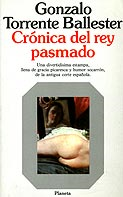 Gonzalo
Torrente Ballester
Crónica del rey
pasmado
Una divertidísima estampa,
llena de gracia picaresca y humor socarrón,
de la antigua corte española.
Planeta